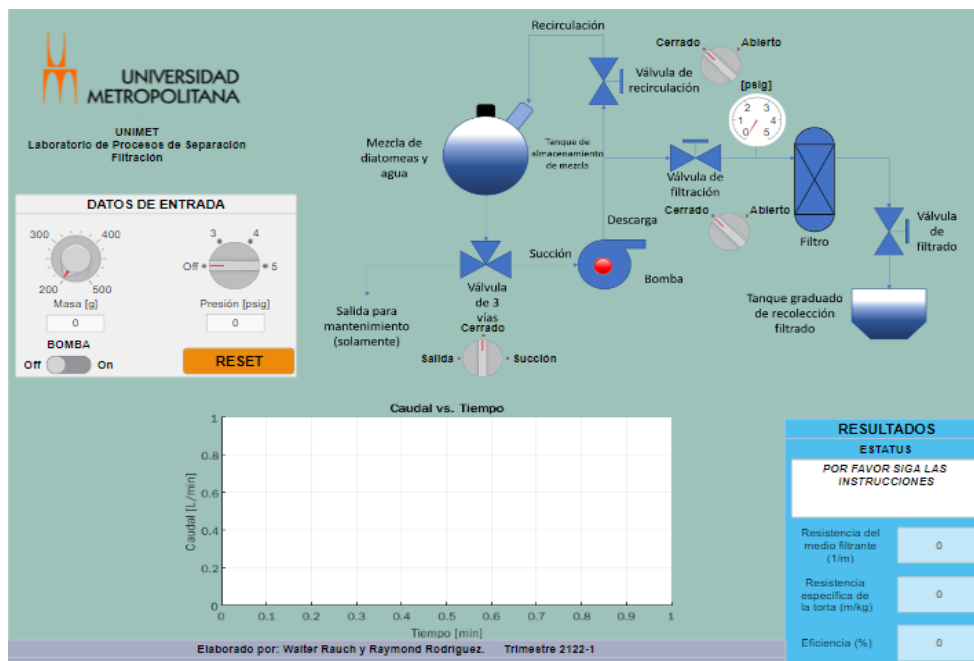 UNIVERSIDAD
METROPOLITANA
UNIMET
Laboratorio de Procesos de Separación
Filtración
DATOS DE ENTRADA
300
400
200
500
Masa [g]
0
3
4
Off
5
Presión [psig]
0
BOMBA
Off
On
RESET
Recirculación
Cerrado
Abierto
Válvula de
recirculación
[psig]
2 3
1 4
0 5
Mezcla de
diatomeas y
agua
Tanque de
almacenamiento
de mezcla
Válvula de
filtración
Cerrado
Abierto
Filtro
Válvula
de
filtrado
Descarga
Succión
Bomba
Válvula
de 3
vías
Salida para
mantenimiento
(solamente)
Cerrado
Salida
Succión
Tanque graduado
de recolección
filtrado
Caudal vs. Tiempo
Caudal [L/min]
1
0.8
0.6
0.4
0.2
0
0 0.1 0.2 0.3 0.4 0.5 0.6 0.7 0.8 0.9 1
Tiempo [min]
RESULTADOS
ESTATUS
POR FAVOR SIGA LAS
INSTRUCCIONES
Resistencia del
medio filtrante
(1/m)
0
Resistencia
específica de
la torta (m/kg)
0
Eficiencia (%)
0
Elaborado por: Walter Rauch y Raymond Rodríguez. Trimestre 2122-1